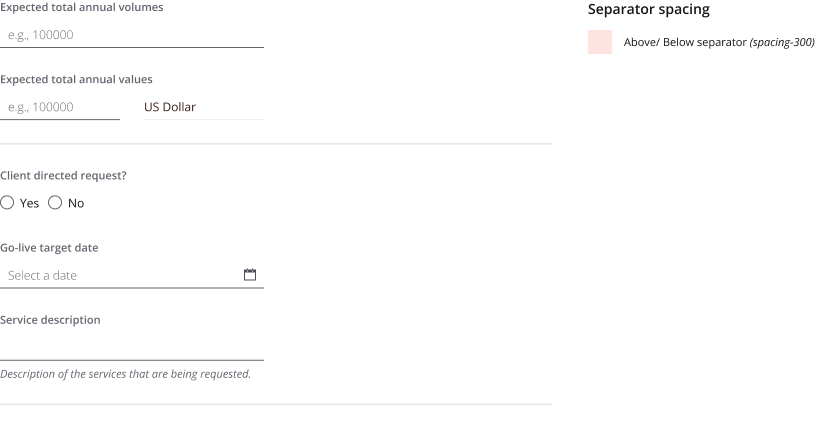 Expected total annual volumes
e.g., 100000
Expected total annual values
e.g., 100000
US Dollar
Client directed request?
Yes
No
Go-live target date
Select a date
Service description
Description of the services that are being requested.
Separator spacing
Above/ Below separator (spacing-300)